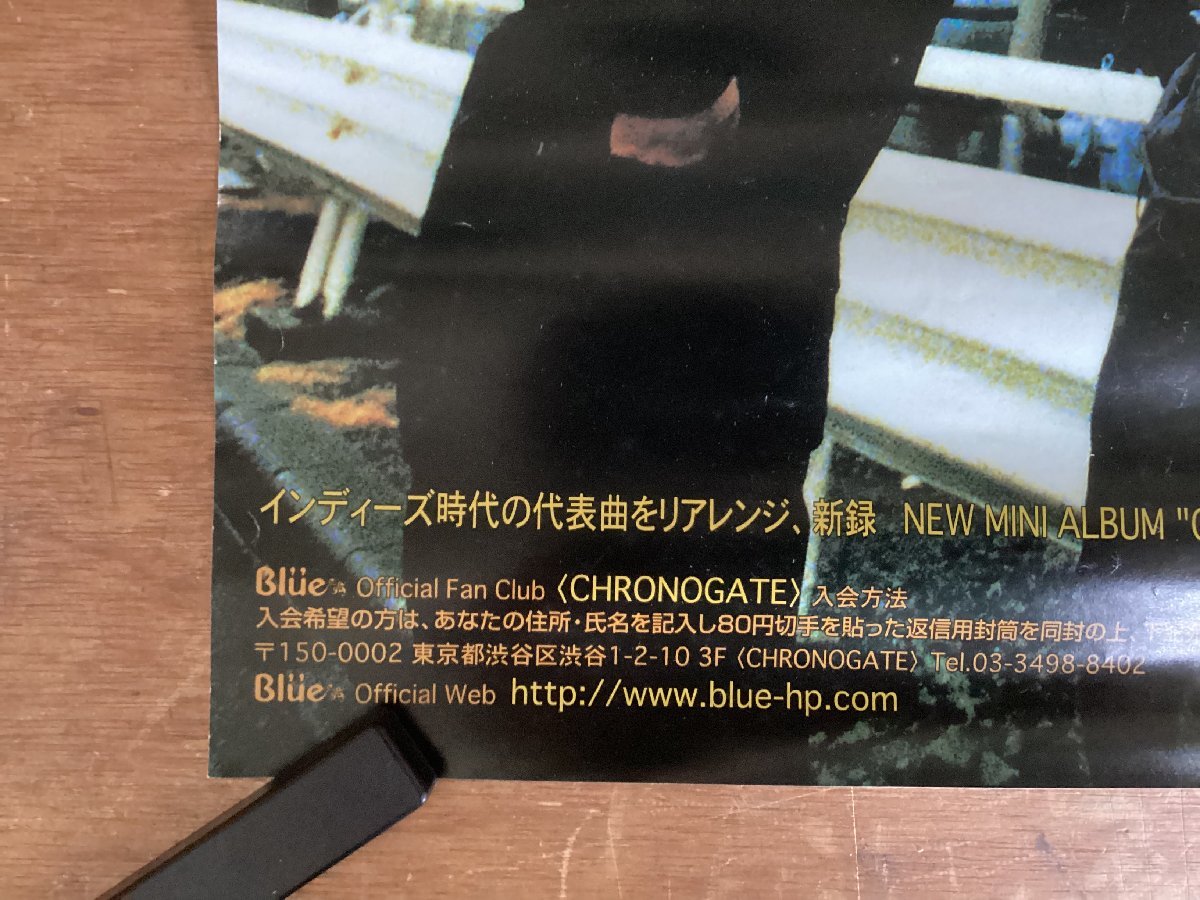 インディーズ時代の代表曲をリアレンジ、新録 NEW MINI ALBUM "
Blüe Official Fan Club 〈CHRONOGATE〉 入会方法
入会希望の方は、あなたの住所・氏名を記入し80円切手を貼った返信用封筒を同封の上、下
〒150-0002 東京都渋谷区渋谷1-2-10 3F 〈CHRONOGATE〉 Tel.03-3498-8402
Blüe Official Web http://www.blue-hp.com